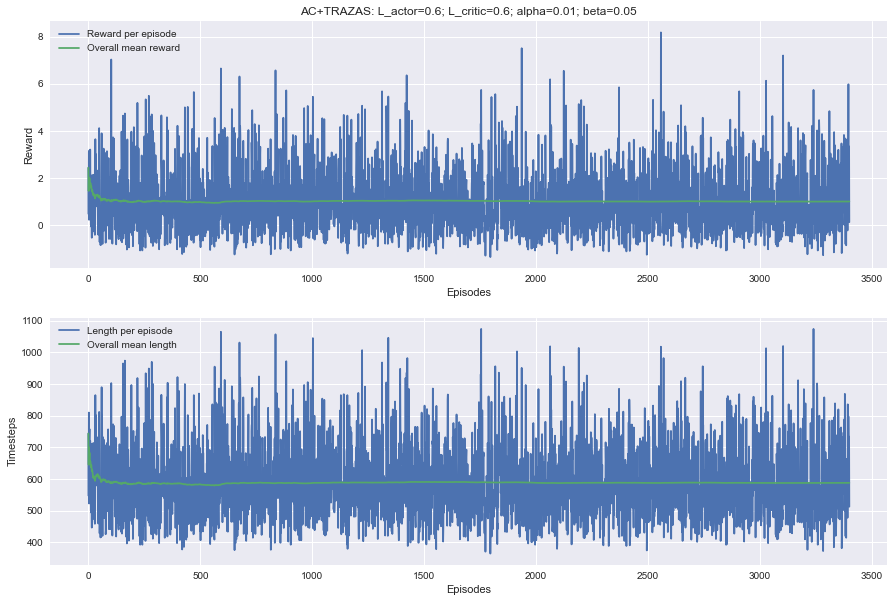 AC+TRAZAS: L_actor=0.6; L_critic=0.6; alpha=0.01; beta=0.05
Reward per episode
Overall mean reward
Reward
8
6
4
2
0
0 500 1000 1500 2000 2500 3000 3500
Episodes
Length per episode
Overall mean length
Timesteps
1100
1000
900
800
700
600
500
400
0 500 1000 1500 2000 2500 3000 3500
Episodes